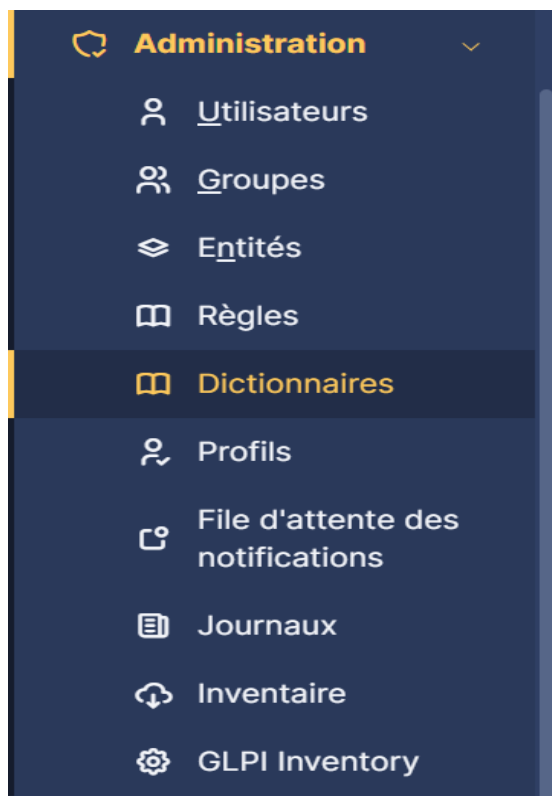 Administration
Utilisateurs
Groupes
Entités
Règles
Dictionnaires
Profils
File d'attente des
notifications
Journaux
Inventaire
GLPI Inventory